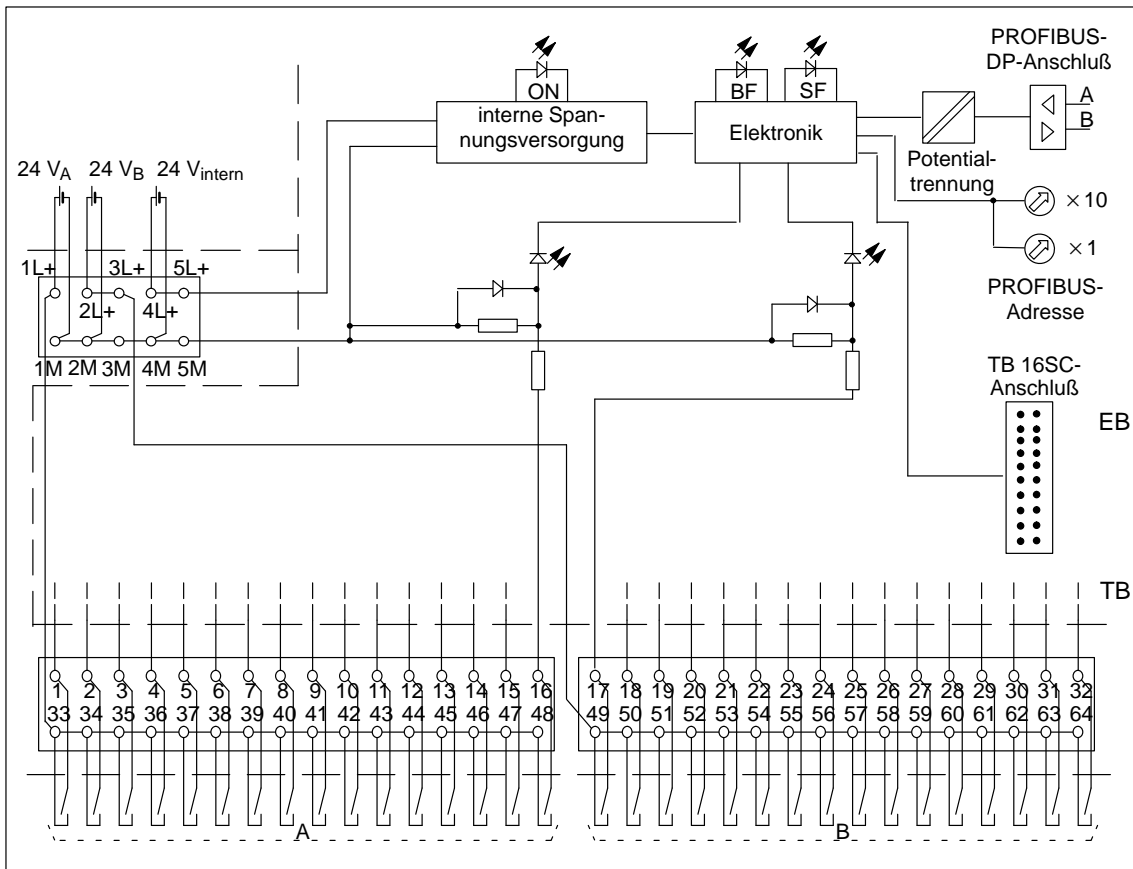 PROFIBUS-
DP-Anschluß
ON
BF
SF
A
B
interne Span-
nungsversorgung
Elektronik
Potential-
trennung
24 VA
24 VB
24 Vintern
×10
×1
PROFIBUS-
Adresse
1L+
3L+
5L+
2L+
4L+
1M
2M
3M
4M
5M
TB 16SC-
Anschluß
EB
TB
1 2 3 4 5 6 7 8 9 10 11 12 13 14 15 16
33 34 35 36 37 38 39 40 41 42 43 44 45 46 47 48
17 18 19 20 21 22 23 24 25 26 27 28 29 30 31 32
49 50 51 52 53 54 55 56 57 58 59 60 61 62 63 64
A
B